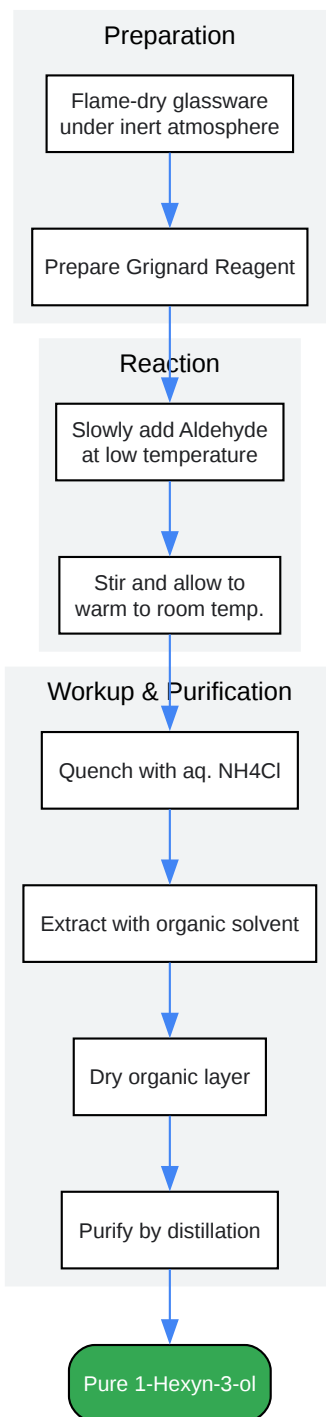 Preparation
Flame-dry glassware
under inert atmosphere
Prepare Grignard Reagent
Reaction
Slowly add Aldehyde
at low temperature
Stir and allow to
warm to room temp.
Workup & Purification
Quench with aq. NH4Cl
Extract with organic solvent
Dry organic layer
Purify by distillation
Pure 1-Hexyn-3-ol